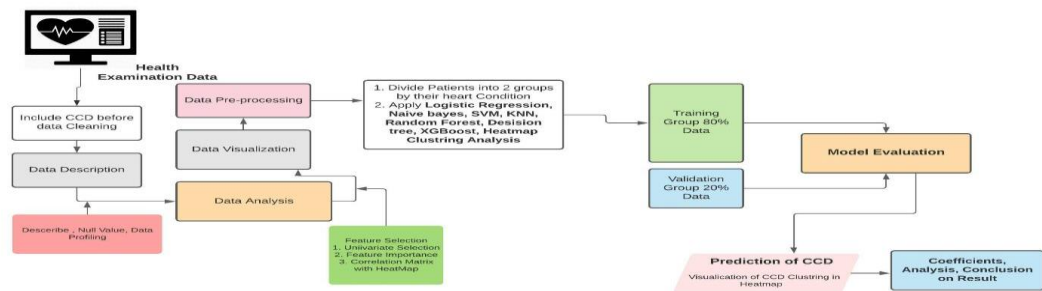 Health
Examination Data
Include CCD before
data Cleaning
Data Description
Desceribe , Null Value, Data
Profiling
Data Analysis
Data Visualization
Data Pre-processing
Feature Selection
1. Univariate Selection
2. Feature Importance
3. Correlation Matrix
with HeatMap
1. Divide Patients into 2 groups
by their heart Condition
2. Apply Logistic Regression,
Naive bayes, SVM, KNN,
Random Forest, Desision
tree, XGBoost, Heatmap
Clustring Analysis
Training
Group 80%
Data
Validation
Group 20%
Data
Model Evaluation
Prediction of CCD
Visualisation of CCD Clustring in
Heatmap
Coefficients,
Analysis, Conclusion
on Result